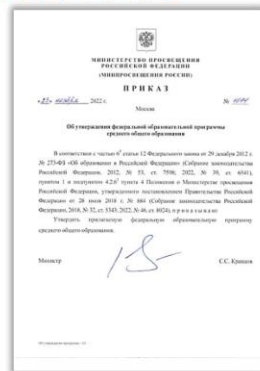 МИНИСТЕРСТВО ПРОСВЕЩЕНИЯ
РОССИЙСКОЙ ФЕДЕРАЦИИ
(МИНПРОСВЕЩЕНИЯ РОССИИ)
ПРИКАЗ
«23» ноября 2022 г. №
Москва
Об утверждении федеральной образовательной программы
среднего общего образования
В соответствии с частью 6⁵ статьи 12 Федерального закона от 29 декабря 2012 г.
№ 273-ФЗ «Об образовании в Российской Федерации» (Собрание законодательства
Российской Федерации, 2012, № 53, ст. 7598; 2022, № 39, ст. 6541),
пунктом 1 и подпунктом 4.2.6¹ пункта 4 Положения о Министерстве просвещения
Российской Федерации, утвержденного постановлением Правительства Российской
Федерации от 28 июля 2018 г. № 884 (Собрание законодательства Российской
Федерации, 2018, № 32, ст. 5343; 2022, № 46, ст. 8024), приказываю:
Утвердить прилагаемую федеральную образовательную программу
среднего общего образования.
Министр С.С. Кравцов